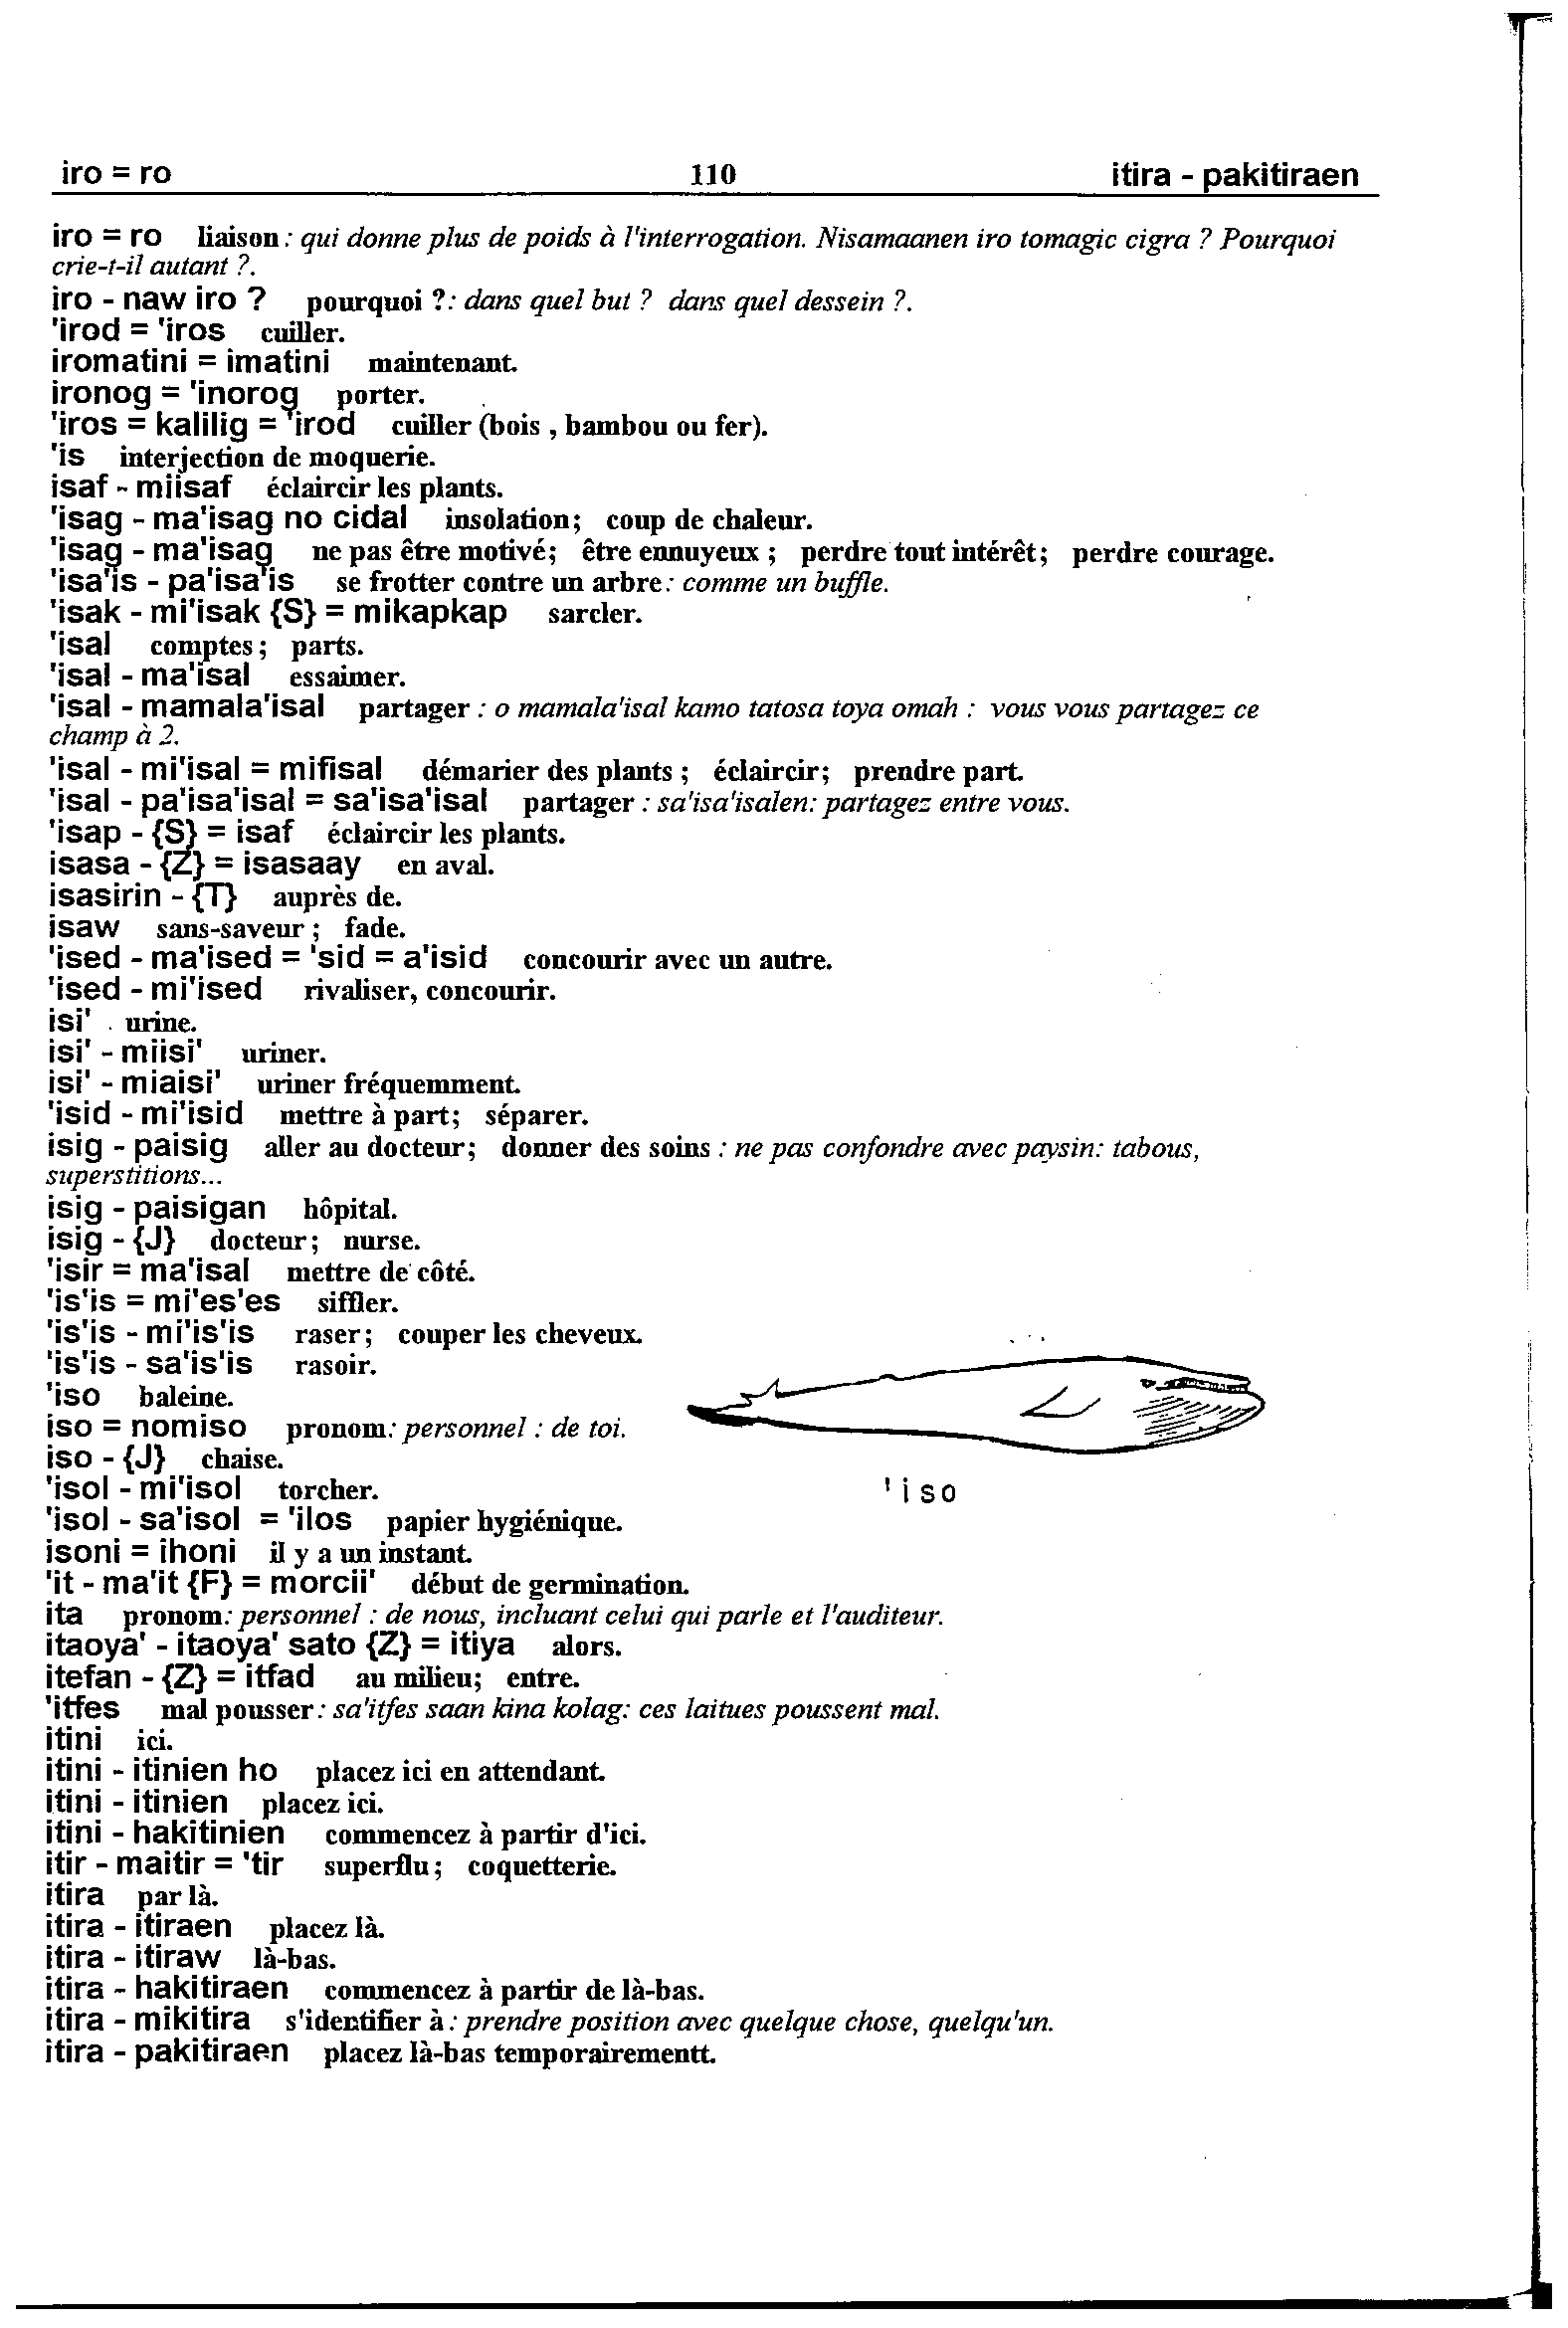 iro = ro 110 itira - pakitiraen
iro = ro liaison : qui donne plus de poids à l'interrogation. Nisamaanen iro tomagic cigra ? Pourquoi
crie-t-il autant ?.
iro - naw iro ? pourquoi ?: dans quel but ? dans quel dessein ?.
'irod = 'iros cuiller.
iromatini = imatini maintenant.
ironog = 'inorog porter.
'iros = kalilig = 'irod cuiller (bois , bambou ou fer).
'is interjection de moquerie.
isaf - miisaf éclaircir les plants.
'isag - ma'isag no cidal insolation; coup de chaleur.
'isag - ma'isag ne pas être motivé; être ennuyeux ; perdre tout intérêt; perdre courage.
'isa'is - pa'isa'is se frotter contre un arbre: comme un buffle.
'isak - mi'isak {S} = mikapkap sarcler.
'isal comptes ; parts.
'isal - ma'isal essaimer.
'isal - mamala'isal partager : o mamala'isal kamo tatosa toya omah : vous vous partagez ce
champ à 2.
'isal - mi'isal = mifisal démarier des plants ; éclaircir; prendre part.
'isal - pa'isa'isal = sa'isa'isal partager : sa'isa'isalen: partagez entre vous.
'isap - {S} = isaf éclaircir les plants.
isasa - {Z} = isasaay en aval.
isasirin - {T} auprès de.
isaw sans-saveur ; fade.
'ised - ma'ised = 'sid = a'isid concourir avec un autre.
'ised - mi'ised rivaliser, concourir.
isi' urine.
isi' - miisi' uriner.
isi' - miaisi' uriner fréquemment.
'isid - mi'isid mettre à part; séparer.
isig - paisig aller au docteur; donner des soins : ne pas confondre avec paysin: tabous,
superstitions...
isig - paisigan hôpital.
isig - {J} docteur; nurse.
'isir = ma'isal mettre de côté.
'is'is = mi'es'es siffler.
'is'is - mi'is'is raser; couper les cheveux.
'is'is - sa'is'is rasoir.
'iso baleine.
iso = nomiso pronom: personnel : de toi.
iso - {J} chaise.
'isol - mi'isol torcher.
' i so
'isol - sa'isol = 'ilos papier hygiénique.
isoni = ihoni il y a un instant.
'it - ma'it {F} = morcii' début de germination.
ita pronom: personnel : de nous, incluant celui qui parle et l'auditeur.
itaoya' - itaoya' sato {Z} = itiya alors.
itefan - {Z} = itfad au milieu; entre.
'itfes mal pousser : sa'itfes saan kina kolag: ces laitues poussent mal.
itini ici.
itini - itinien ho placez ici en attendant.
itini - itinien placez ici.
itini - hakitinien commencez à partir d'ici.
itir - maitir = 'tir superflu ; coquetterie.
itira par là.
itira - itiraen placez là.
itira - itiraw là-bas.
itira - hakitiraen commencez à partir de là-bas.
itira - mikitira s'identifier à : prendre position avec quelque chose, quelqu'un.
itira - pakitiraen placez là-bas temporairementt.